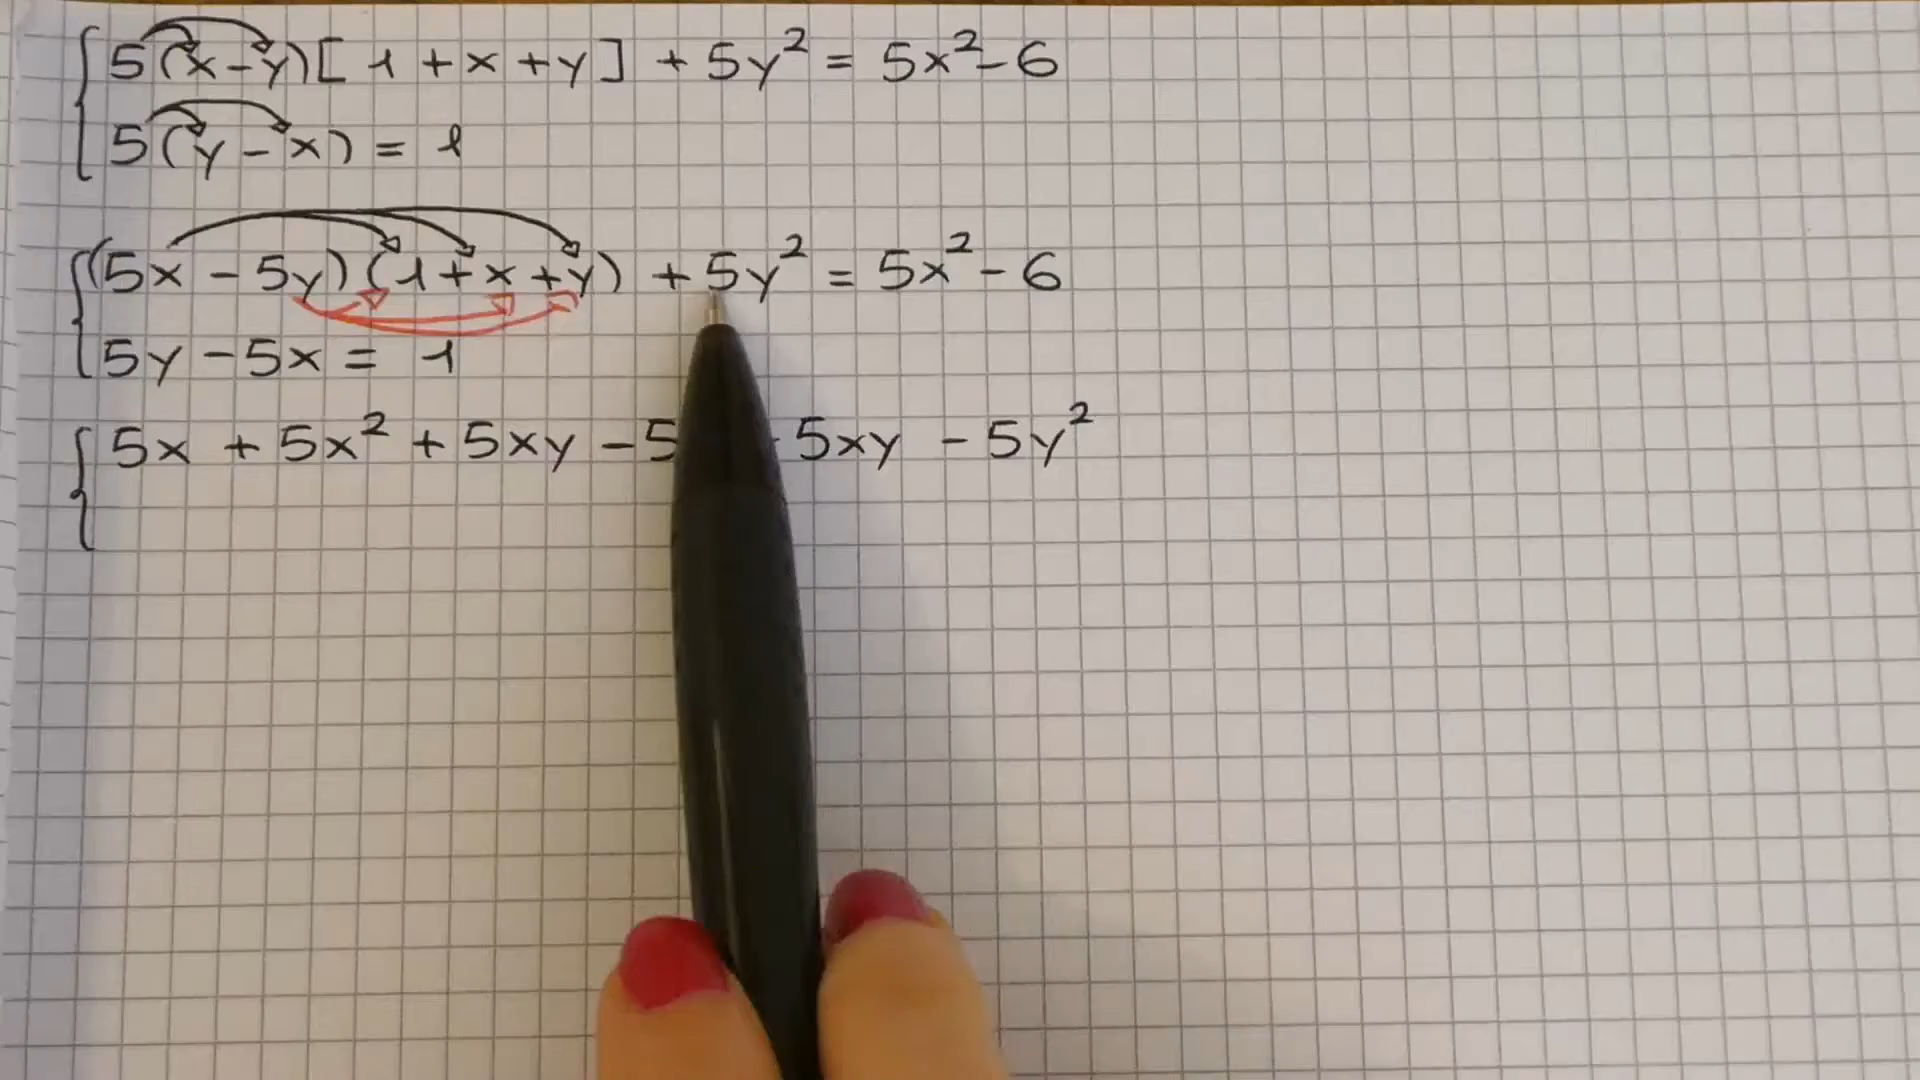 5(x-y)[1+x+y] + 5y² = 5x²-6
5(y-x) = 1
(5x-5y)(1+x+y) + 5y² = 5x²-6
5y-5x = 1
5x + 5x² + 5xy - 5 5xy - 5y²